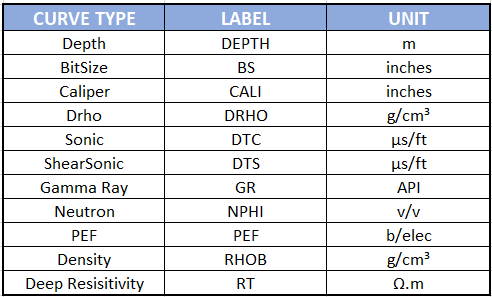 CURVE TYPE LABEL UNIT
Depth DEPTH m
BitSize BS inches
Caliper CALI inches
Drho DRHO g/cm³
Sonic DTC µs/ft
ShearSonic DTS µs/ft
Gamma Ray GR API
Neutron NPHI v/v
PEF PEF b/elec
Density RHOB g/cm³
Deep Resisitivity RT Ω.m